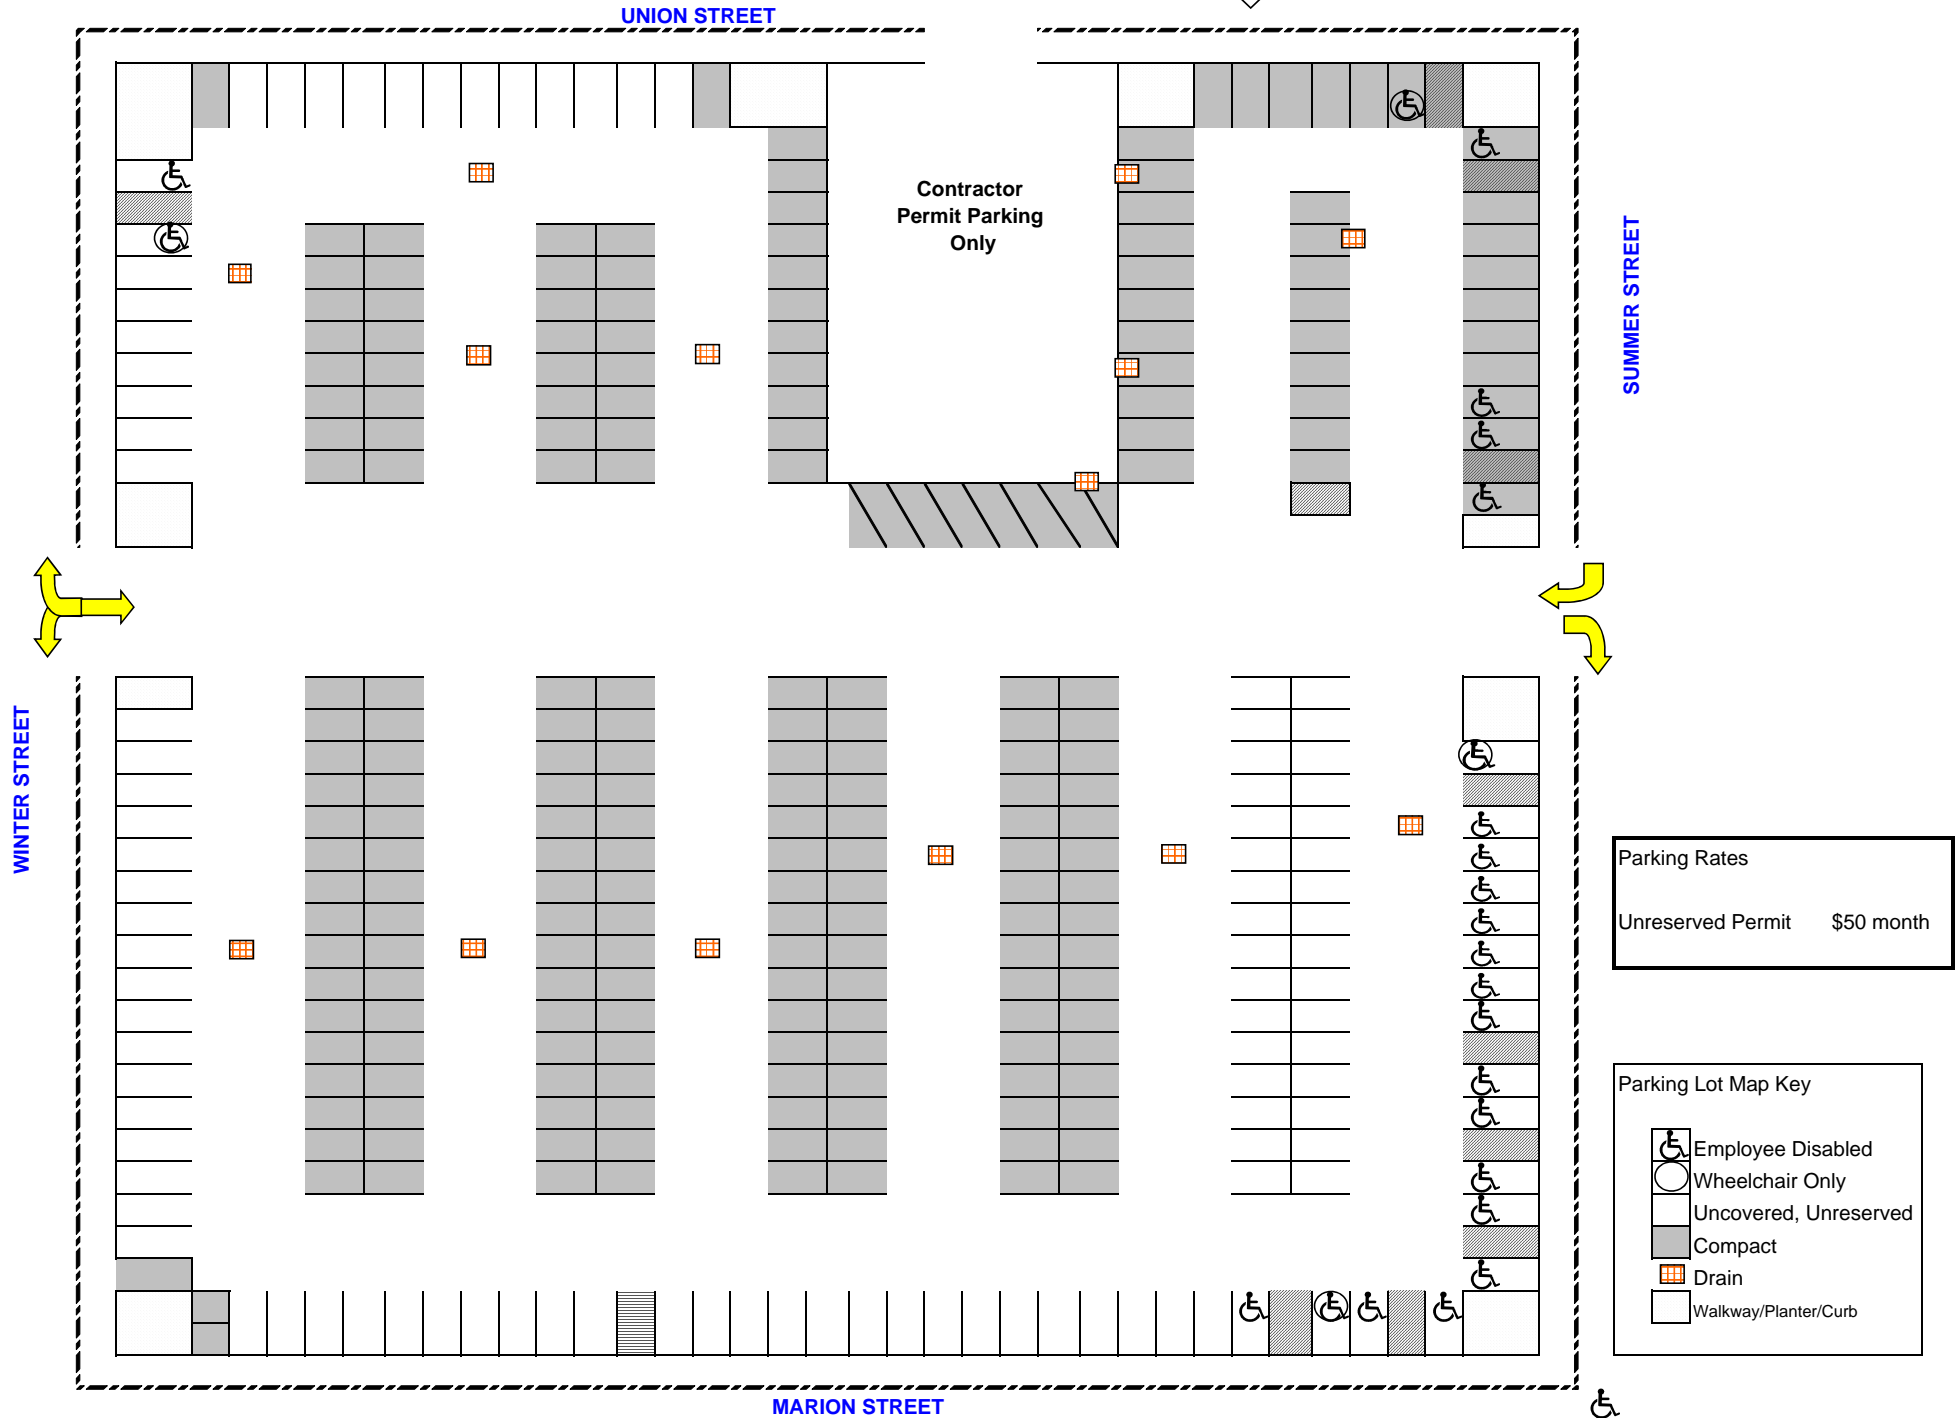 UNION STREET
Contractor
Permit Parking
Only
SUMMER STREET
WINTER STREET
Parking Rates
Unreserved Permit $50 month
Parking Lot Map Key
Employee Disabled
Wheelchair Only
Uncovered, Unreserved
Compact
Drain
Walkway/Planter/Curb
MARION STREET